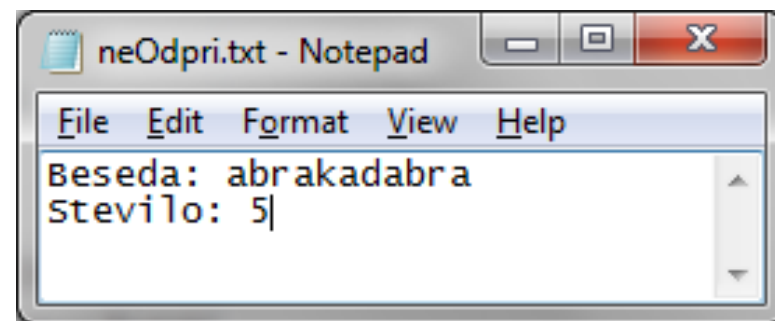 neOdpri.txt - Notepad
File Edit Format View Help
Beseda: abrakadabra
Stevilo: 5